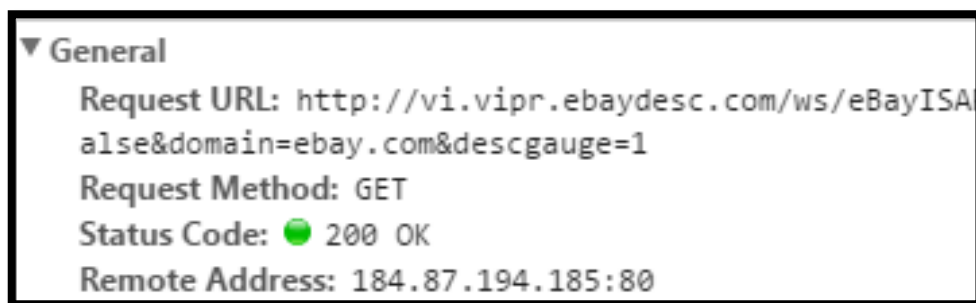 ▼ General
Request URL: http://vi.vipr.ebaydesc.com/ws/eBayISA
alse&domain=ebay.com&descgauge=1
Request Method: GET
Status Code: 200 OK
Remote Address: 184.87.194.185:80